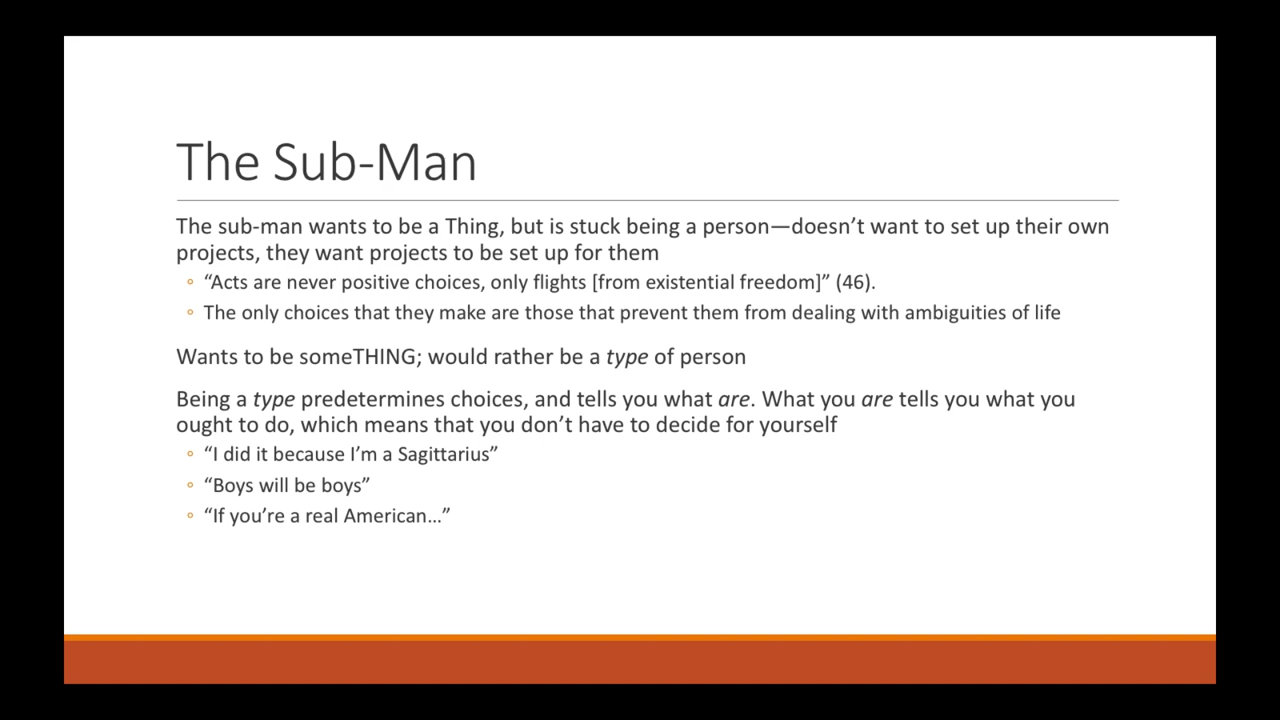 The Sub-Man
The sub-man wants to be a Thing, but is stuck being a person—doesn’t want to set up their own
projects, they want projects to be set up for them
◦ “Acts are never positive choices, only flights [from existential freedom]” (46).
◦ The only choices that they make are those that prevent them from dealing with ambiguities of life
Wants to be someTHING; would rather be a type of person
Being a type predetermines choices, and tells you what are. What you are tells you what you
ought to do, which means that you don’t have to decide for yourself
◦ “I did it because I’m a Sagittarius”
◦ “Boys will be boys”
◦ “If you’re a real American…”